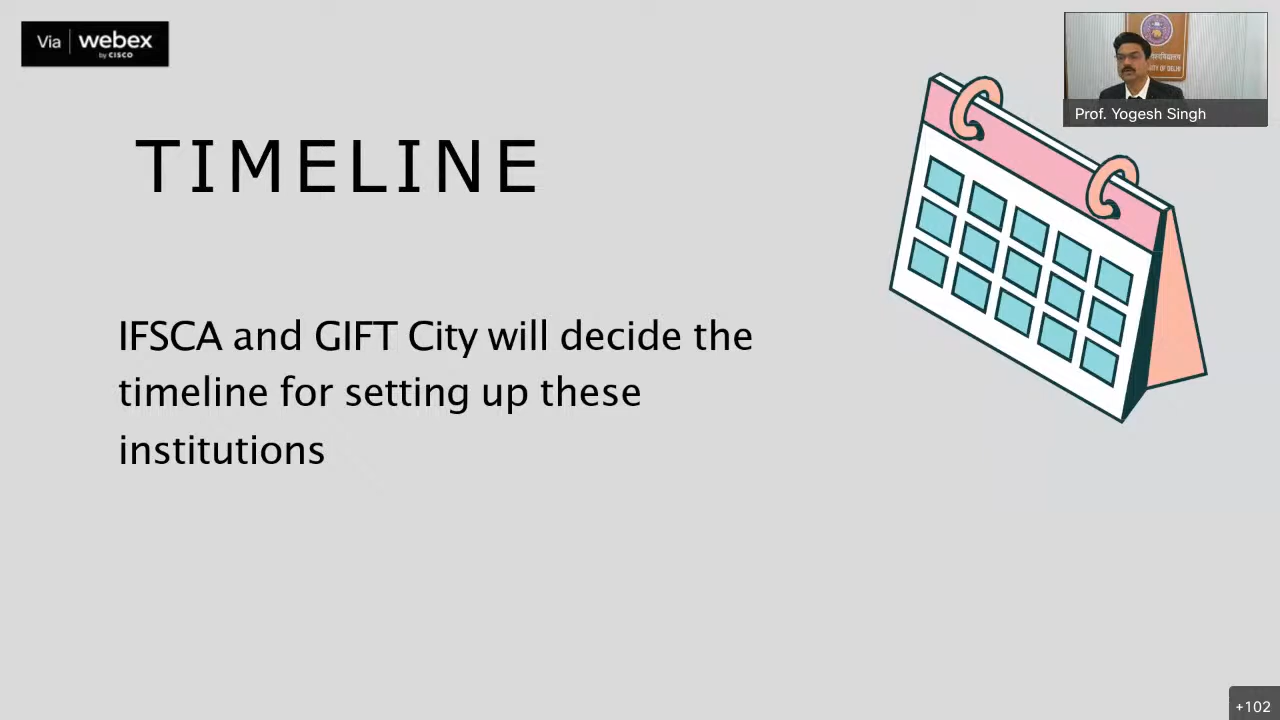 Via webex
by CISCO
TIMELINE
IFSCA and GIFT City will decide the
timeline for setting up these
institutions
Prof. Yogesh Singh
+102